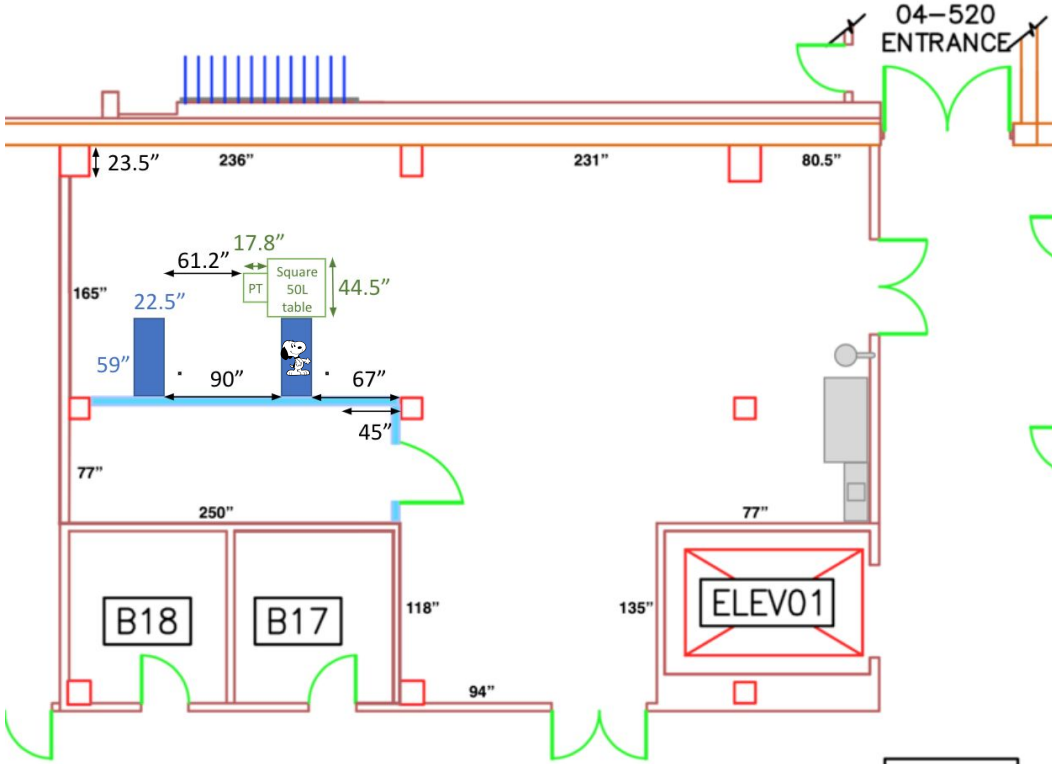 04-520
ENTRANCE
23.5”
236”
231”
80.5”
17.8”
61.2”
PT
Square
50L
table
44.5”
165”
22.5”
59”
90”
67”
45”
77”
250”
77”
B18
B17
118”
135”
ELEV01
94”